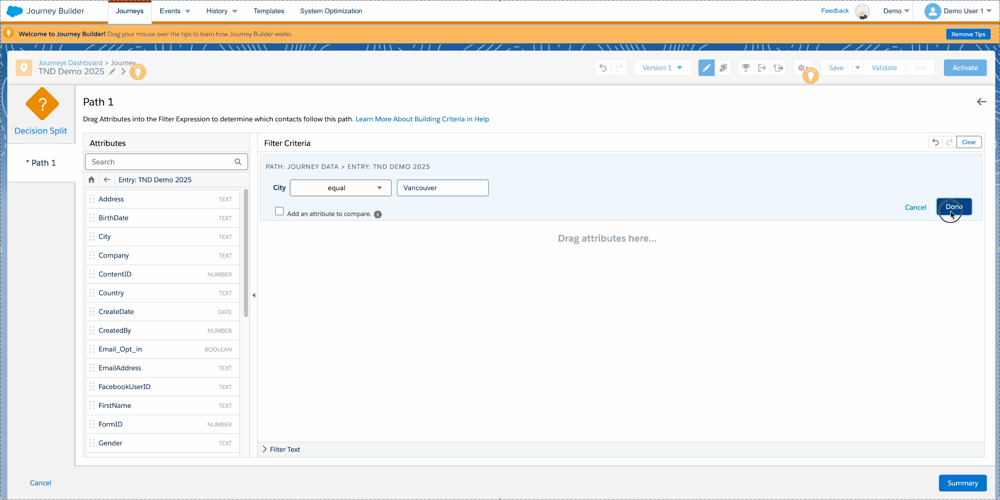 Journey Builder
Journeys
Events
History
Templates
System Optimization
Feedback
Demo
Demo User 1
Welcome to Journey Builder! Drag your mouse over the tips to learn how Journey Builder works.
Remove Tips
Journeys Dashboard > Journey
TND Demo 2025
Version 1
Save
Validate
Test
Activate
?
Decision Split
* Path 1
Path 1
Drag Attributes into the Filter Expression to determine which contacts follow this path. Learn More About Building Criteria in Help
Attributes
Search
Entry: TND Demo 2025
Address TEXT
BirthDate TEXT
City TEXT
Company TEXT
ContentID NUMBER
Country TEXT
CreateDate DATE
CreatedBy NUMBER
Email_Opt_in BOOLEAN
EmailAddress TEXT
FacebookUserID TEXT
FirstName TEXT
FormID NUMBER
Gender TEXT
Filter Criteria
Clear
PATH: JOURNEY DATA > ENTRY: TND DEMO 2025
City equal Vancouver
Add an attribute to compare.
Cancel
Done
Drag attributes here...
Filter Text
Cancel
Summary